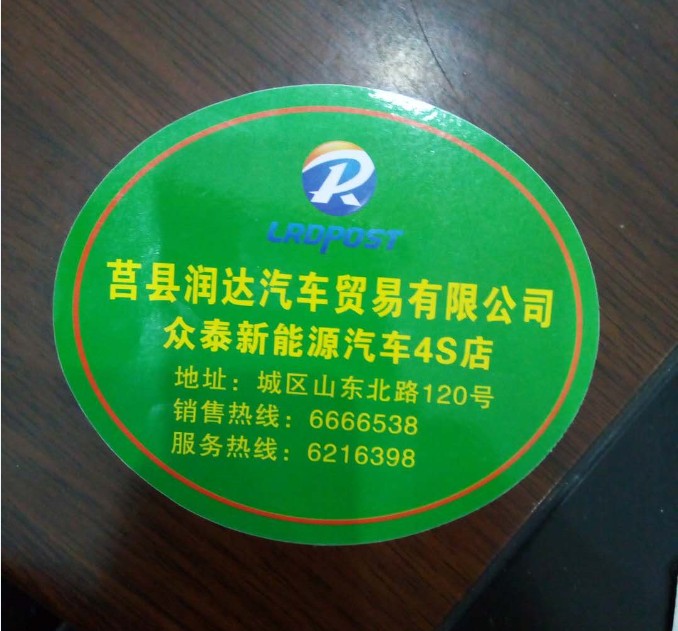 LRDPOST
莒县润达汽车贸易有限公司
众泰新能源汽车4S店
地址：城区山东北路120号
销售热线：6666538
服务热线：6216398